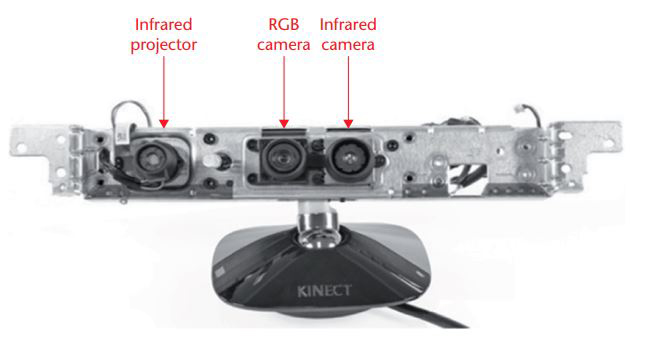 Infrared
projector
RGB
camera
Infrared
camera
KINECT